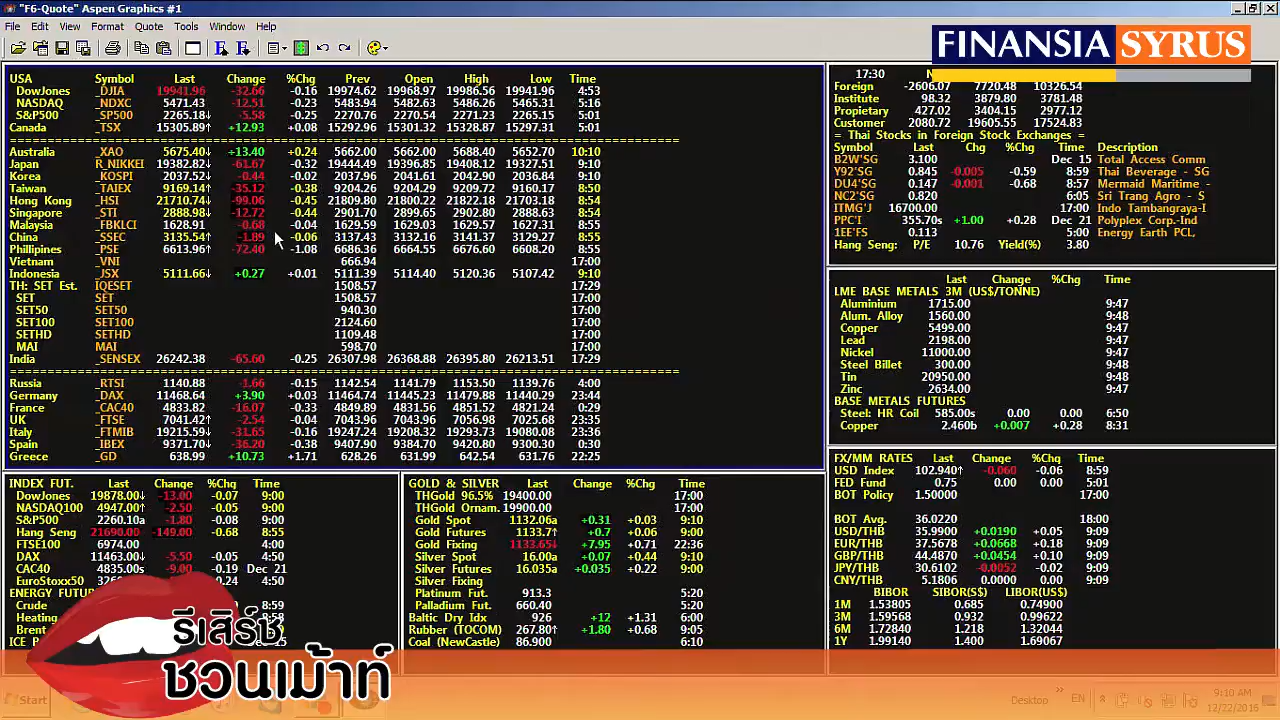 "F6-Quote" Aspen Graphics #1
File Edit View Format Quote Tools Window Help
FINANSIA SYRUS
USA Symbol Last Change %Chg Prev Open High Low Time
DowJones _DJIA 19941.96 -32.66 -0.16 19974.62 19968.97 19986.56 19941.96 4:53
NASDAQ _NDXC 5471.43 -12.51 -0.23 5483.94 5482.63 5486.26 5465.31 5:16
S&P500 _SP500 2265.18↓ -5.58 -0.25 2270.76 2270.54 2271.23 2265.15 5:01
Canada _TSX 15305.89↑ +12.93 +0.08 15292.96 15301.32 15328.87 15297.31 5:01
Australia _XAO 5675.40↓ +13.40 +0.24 5662.00 5662.00 5688.40 5652.70 10:10
Japan R_NIKKEI 19382.82↓ -61.67 -0.32 19444.49 19396.85 19408.12 19327.51 9:10
Korea _KOSPI 2037.52↓ -0.44 -0.02 2037.96 2041.61 2042.90 2036.84 9:10
Taiwan _TAIEX 9169.14↑ -35.12 -0.38 9204.26 9204.29 9209.72 9160.17 8:50
Hong Kong _HSI 21710.74↓ -99.06 -0.45 21809.80 21800.22 21822.18 21703.18 8:54
Singapore _STI 2888.98↓ -12.72 -0.44 2901.70 2899.65 2902.80 2888.63 8:54
Malaysia _FBKLCI 1628.91 -0.68 -0.04 1629.59 1629.03 1629.57 1627.31 8:55
China _SSEC 3135.54↑ -1.89 -0.06 3137.43 3132.16 3141.37 3129.27 8:55
Phillipines _PSE 6613.96↑ -72.40 -1.08 6686.36 6664.55 6676.60 6608.20 8:55
Vietnam _VNI 666.94 17:00
Indonesia _JSX 5111.66↓ +0.27 +0.01 5111.39 5114.40 5120.36 5107.42 9:10
TH: SET Est. IQESET 1508.57 17:29
SET SET 1508.57 17:00
SET50 SET50 940.30 17:00
SET100 SET100 2124.60 17:00
SETHD SETHD 1109.48 17:00
MAI MAI 598.70 17:00
India _SENSEX 26242.38 -65.60 -0.25 26307.98 26368.88 26395.80 26213.51 17:29
Russia _RTSI 1140.88 -1.66 -0.15 1142.54 1141.79 1153.50 1139.76 4:00
Germany _DAX 11468.64 +3.90 +0.03 11464.74 11445.23 11479.88 11440.29 23:44
France _CAC40 4833.82 -16.07 -0.33 4849.89 4831.56 4851.52 4821.24 0:29
UK _FTSE 7041.42↑ -2.54 -0.04 7043.96 7043.96 7056.98 7025.68 23:35
Italy _FTMIB 19215.59↓ -31.65 -0.16 19247.24 19208.32 19293.73 19080.08 23:36
Spain _IBEX 9371.70↓ -36.20 -0.38 9407.90 9384.70 9420.80 9300.30 0:30
Greece _GD 638.99 +10.73 +1.71 628.26 631.99 642.54 631.76 22:25
17:30
Foreign -2606.07 7720.48 10326.54
Institute 98.32 3879.80 3781.48
Propietary 427.02 3404.15 2977.12
Customer 2080.72 19605.55 17524.83
= Thai Stocks in Foreign Stock Exchanges =
Symbol Last Chg %Chg Time Description
B2W'SG 3.100 Dec 15 Total Access Comm
Y92'SG 0.845 -0.005 -0.59 8:59 Thai Beverage - SG
DU4'SG 0.147 -0.001 -0.68 8:57 Mermaid Maritime -
NC2'SG 0.820 6:05 Sri Trang Agro - S
ITMG'J 16700.00 17:00 Indo Tambangraya-I
PPC'I 355.70s +1.00 +0.28 Dec 21 Polyplex Corp.-Ind
1EE'FS 0.113 5:00 Energy Earth PCL,
Hang Seng: P/E 10.76 Yield(%) 3.80
Last Change %Chg Time
LME BASE METALS 3M (US$/TONNE)
Aluminium 1715.00 9:47
Alum. Alloy 1560.00 9:48
Copper 5499.00 9:47
Lead 2198.00 9:47
Nickel 11000.00 9:47
Steel Billet 300.00 9:48
Tin 20950.00 9:48
Zinc 2634.00 9:47
BASE METALS FUTURES
Steel: HR Coil 585.00s 0.00 0.00 6:50
Copper 2.460b +0.007 +0.28 8:31
FX/MM RATES Last Change %Chg Time
USD Index 102.940↑ -0.060 -0.06 8:59
FED Fund 0.75 0.00 0.00 5:01
BOT Policy 1.50000 17:00
BOT Avg. 36.0220 18:00
USD/THB 35.9900 +0.0190 +0.05 9:09
EUR/THB 37.5678 +0.0668 +0.18 9:09
GBP/THB 44.4870 +0.0454 +0.10 9:09
JPY/THB 30.6102 -0.0052 -0.02 9:09
CNY/THB 5.1806 0.0000 0.00 9:09
BIBOR SIBOR(S$) LIBOR(US$)
1M 1.53805 0.685 0.74900
3M 1.59568 0.932 0.99622
6M 1.72840 1.218 1.32044
1Y 1.99140 1.400 1.69067
INDEX FUT. Last Change %Chg Time
DowJones 19878.00↓ -13.00 -0.07 9:00
NASDAQ100 4947.00↑ -2.50 -0.05 9:00
S&P500 2260.10a -1.80 -0.08 9:00
Hang Seng 21690.00 -149.00 -0.68 8:55
FTSE100 6974.00 4:00
DAX 11463.00↓ -5.50 -0.05 4:50
CAC40 4835.00s -9.00 -0.19 Dec 21
EuroStoxx50 0.24 4:50
Crude 8:59
Heating
Brent
GOLD & SILVER Last Change %Chg Time
THGold 96.5% 19400.00 17:00
THGold Ornam. 19900.00 17:00
Gold Spot 1132.06a +0.31 +0.03 9:10
Gold Futures 1133.7↑ +0.7 +0.06 9:00
Gold Fixing 1133.65↓ +7.95 +0.71 22:36
Silver Spot 16.00a +0.07 +0.44 9:10
Silver Futures 16.035a +0.035 +0.22 9:00
Silver Fixing
Platinum Fut. 913.3 5:20
Palladium Fut. 660.40 5:20
Baltic Dry Idx 926 +12 +1.31 6:00
Rubber (TOCOM) 267.80↑ +1.80 +0.68 9:05
Coal (NewCastle) 86.900 6:10
รีเสิร์ช
ชวนเม้าท์
Start
Desktop EN 9:10 AM
12/22/2016